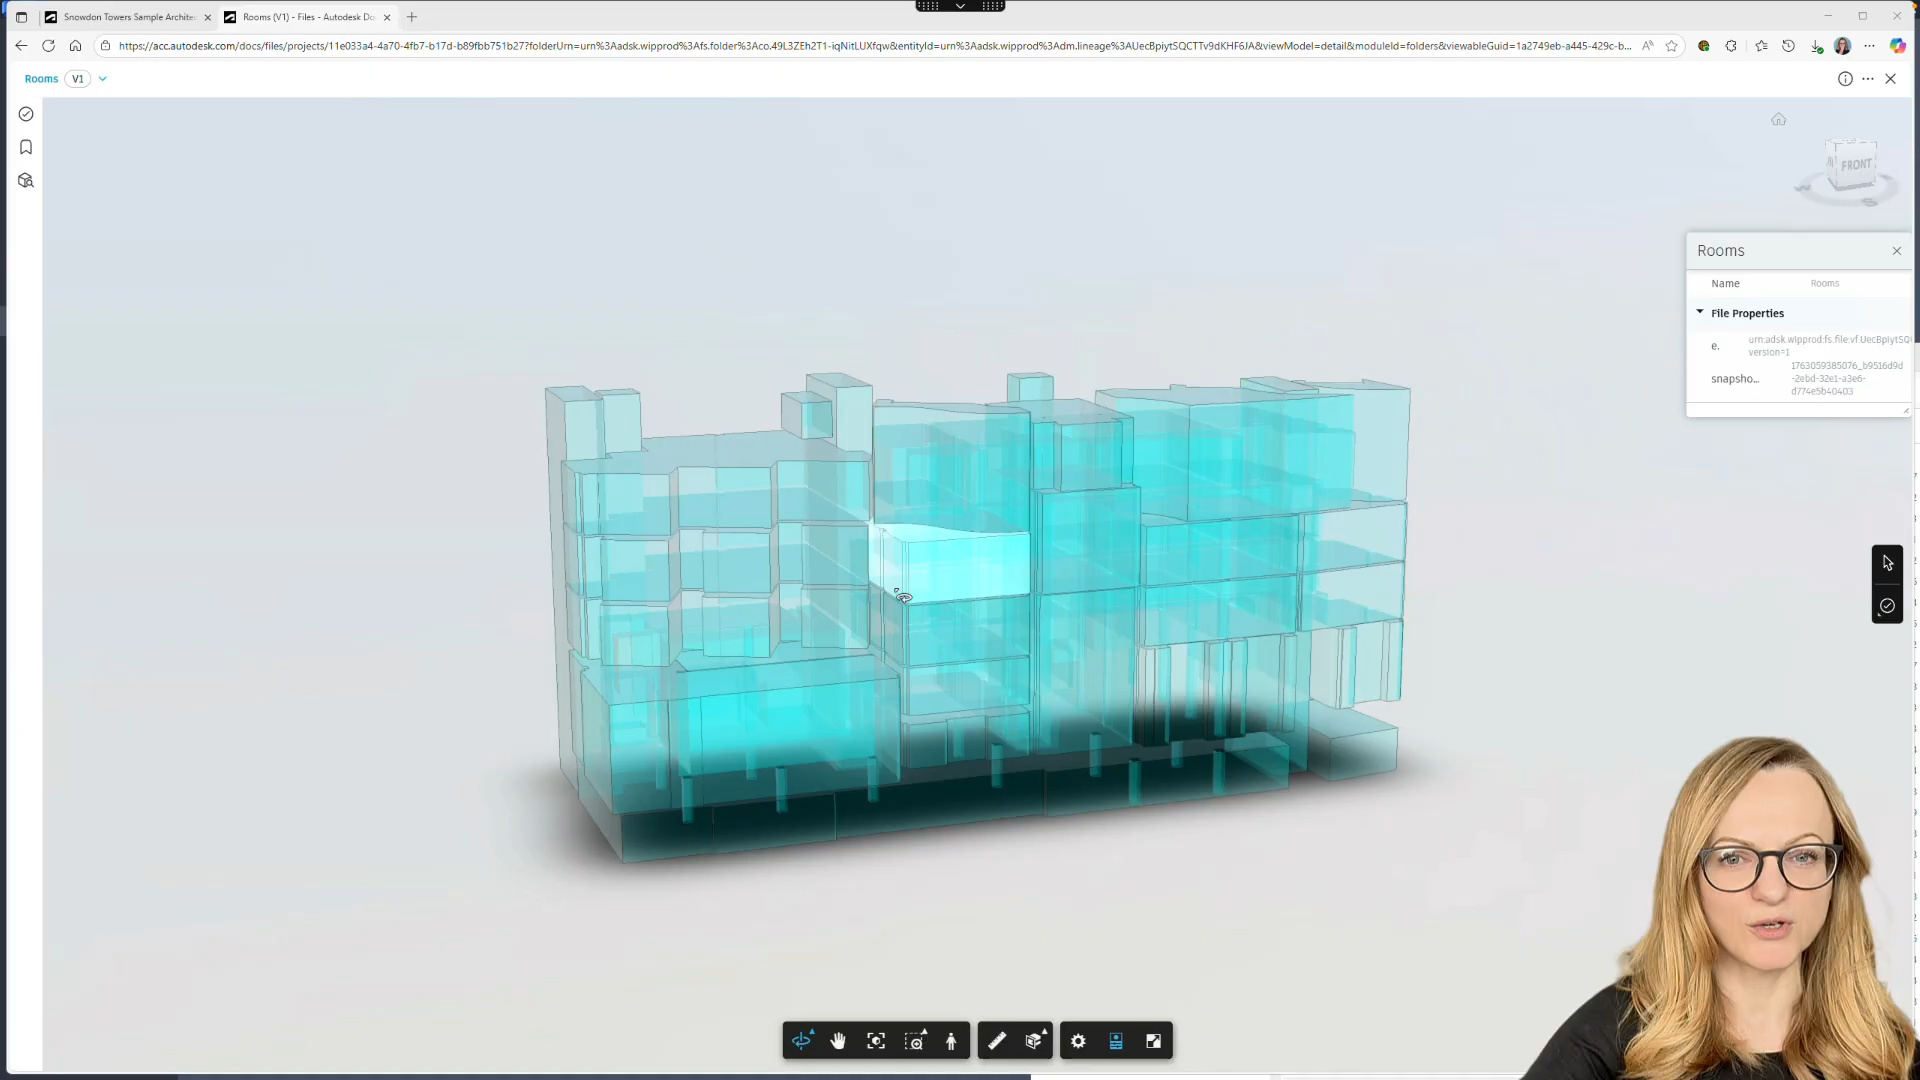 Snowdon Towers Sample Archite
Rooms (V1) - Files - Autodesk Do
https://acc.autodesk.com/docs/files/projects/11e033a4-4a70-4fb7-b17d-b89fbb751b27?folderUrn=urn%3Aadsk.wipprod%3Afs.folder%3Aco.49L3ZEh2T1-iqNitLUXfqw&entityId=urn%3Aadsk.wipprod%3Adm.lineage%3AUecBpiytSQCTTv9dKHF6JA&viewModel=detail&moduleId=folders&viewableGuid=1a2749eb-a445-429c-b...
Rooms V1
FRONT
W
S
Rooms
Name Rooms
File Properties
e. urn:adsk.wipprod:fs.file:vf.UecBpiytSQ
version=1
snapsho... 1763059385076_b9516d9d
-2ebd-32e1-a3e6-
d774e5b40403